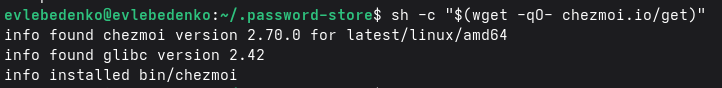 evlebedenko@evlebedenko:~/.password-store$ sh -c "$(wget -qO- chezmoi.io/get)"
info found chezmoi version 2.70.0 for latest/linux/amd64
info found glibc version 2.42
info installed bin/chezmoi